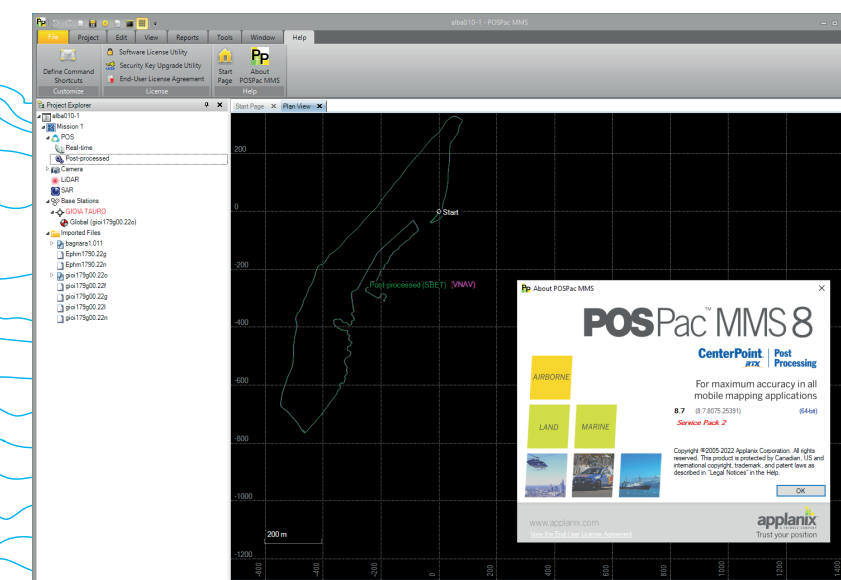 alba010-1 - POSPac MMS
File Project Edit View Reports Tools Window Help
Define Command
Shortcuts
Customize
Software License Utility
Security Key Upgrade Utility
End-User License Agreement
License
Start
Page
About
POSPac MMS
Help
Project Explorer
alba010-1
Mission 1
POS
Real-time
Post-processed
Camera
LiDAR
SAR
Base Stations
GIOIA TAURO
Global (gioi179g00.22o)
Imported Files
bagnara1.011
Ephm1790.22g
Ephm1790.22n
gioi179g00.22o
gioi179g00.22f
gioi179g00.22g
gioi179g00.22l
gioi179g00.22n
Start Page
Plan View
200
0
-200
-400
-600
-800
-1000
-1200
Start
Post-processed (SBET) (VNAV)
200 m
-600
-400
-200
0
200
400
600
800
1000
1200
1400
About POSPac MMS
POSPac™ MMS 8
CenterPoint RTX
Post
Processing
For maximum accuracy in all
mobile mapping applications
8.7 (8.7.8075.25391) (64-bit)
Service Pack 2
AIRBORNE
LAND
MARINE
Copyright ©2005-2022 Applanix Corporation. All rights
reserved. This product is protected by Canadian, US and
international copyright, trademark, and patent laws as
described in "Legal Notices" in the Help.
OK
www.applanix.com
View the End User License Agreement
applanix
A TRIMBLE COMPANY
Trust your position